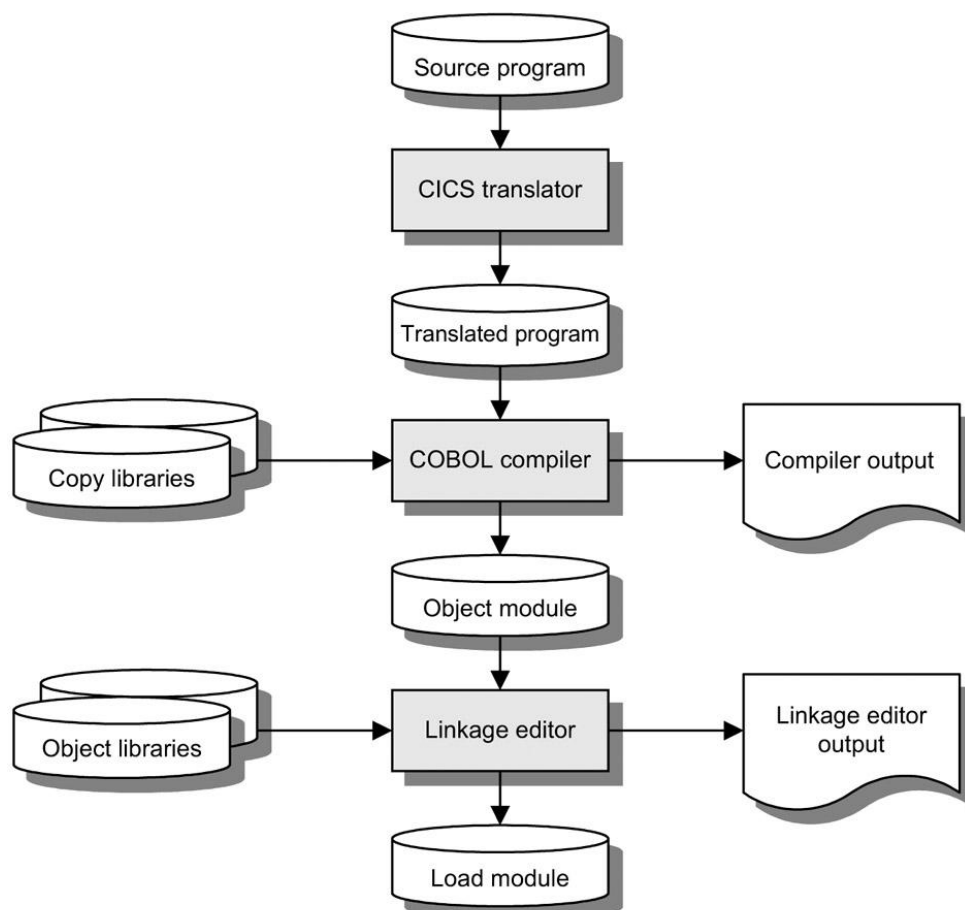 Source program
CICS translator
Translated program
Copy libraries
COBOL compiler
Compiler output
Object module
Object libraries
Linkage editor
Linkage editor
output
Load module